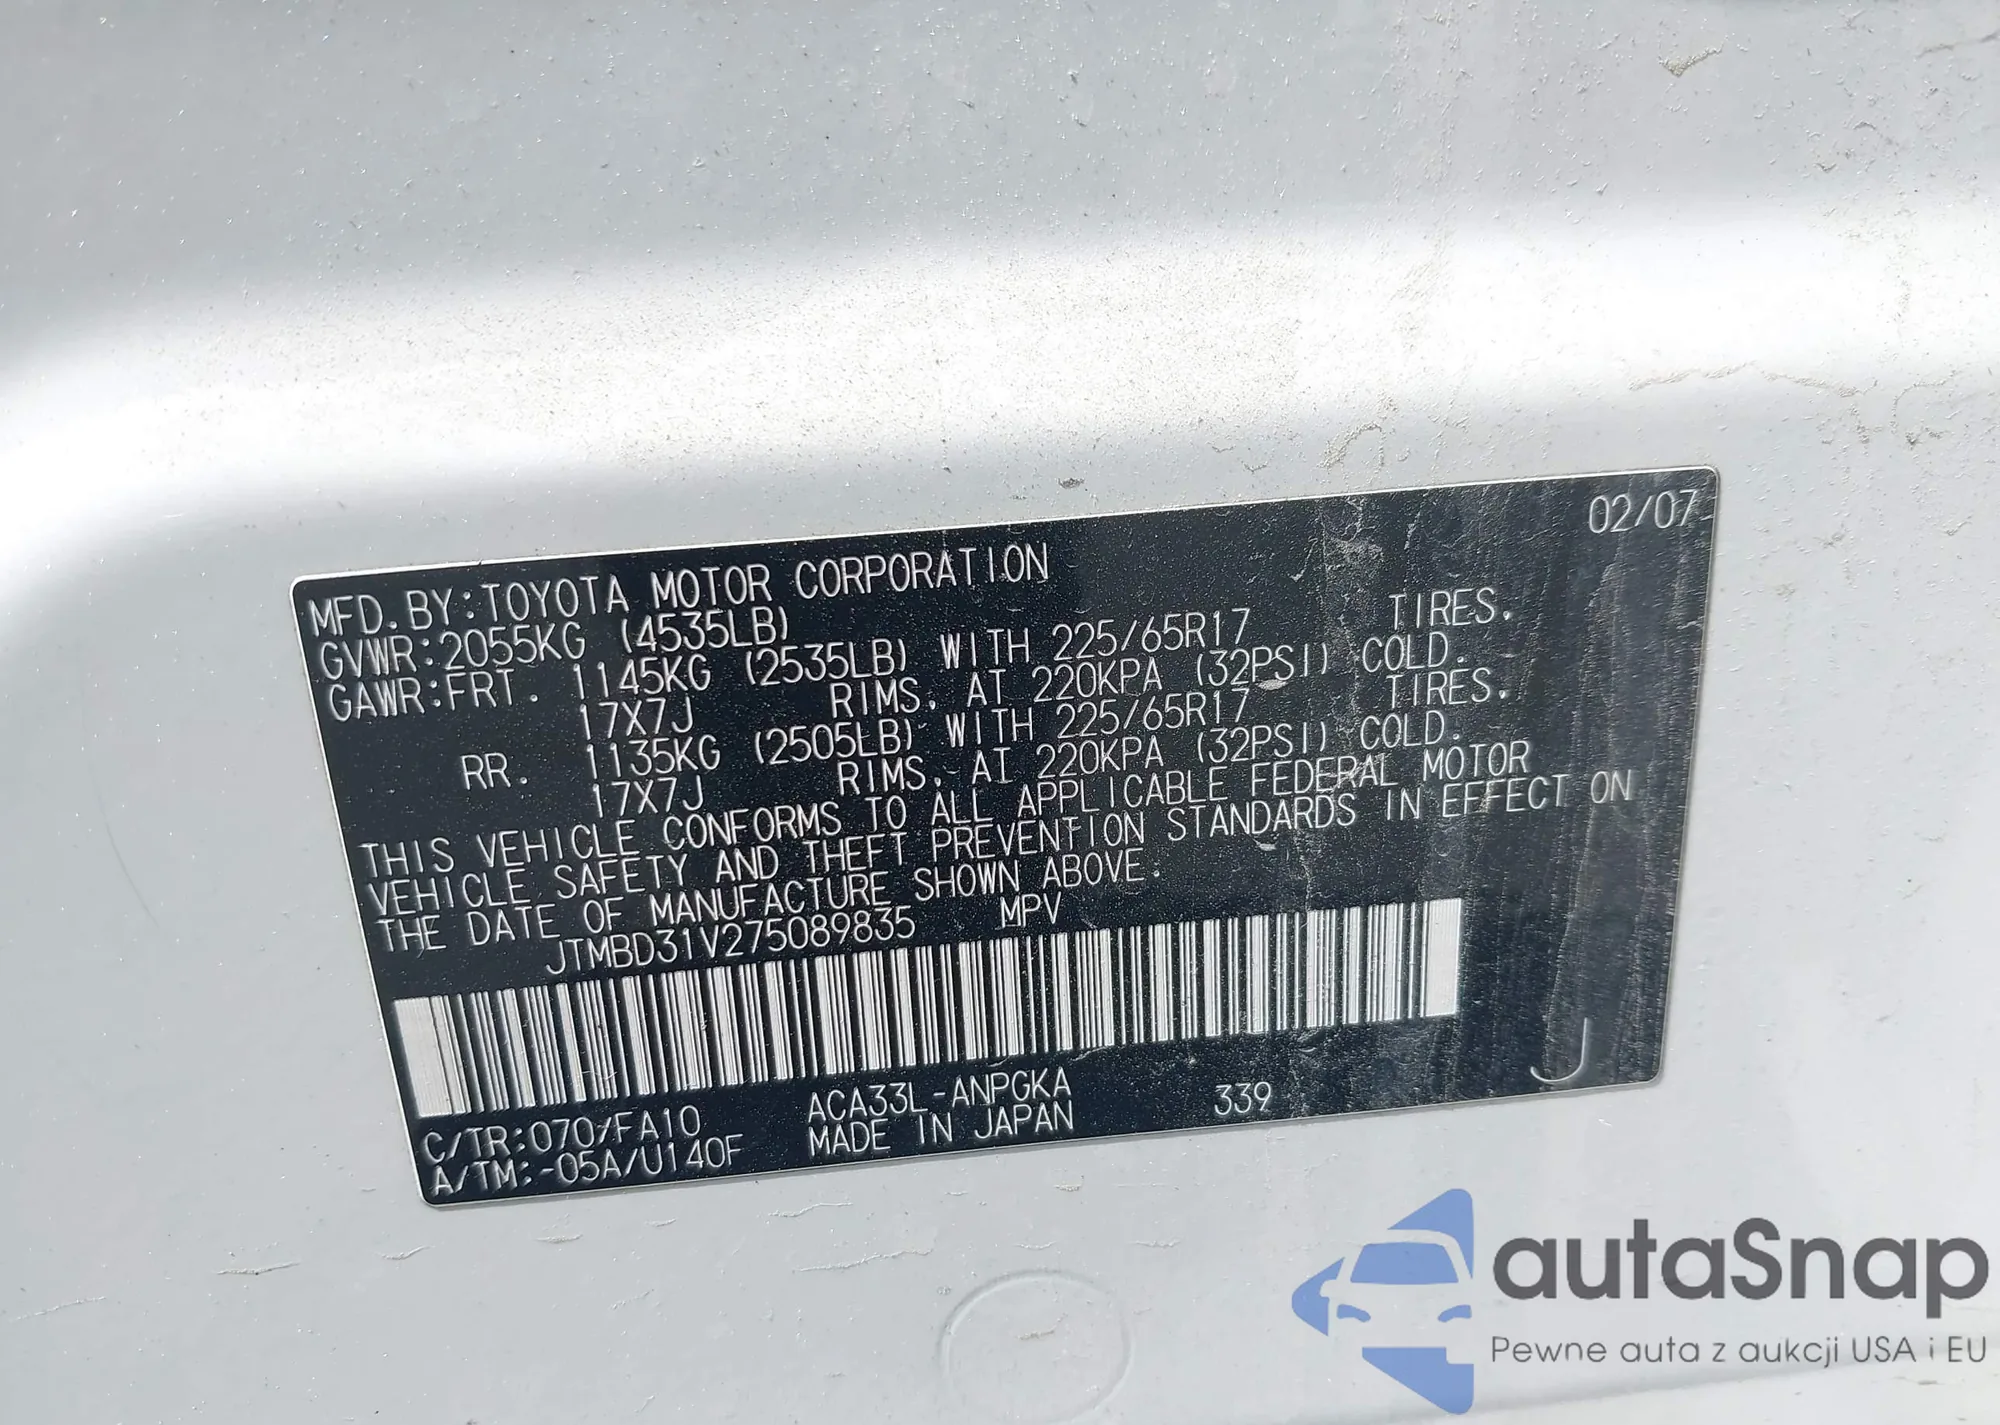 02/07
MFD. BY: TOYOTA MOTOR CORPORATION
GVWR: 2055KG (4535LB)
GAWR: FRT. 1145KG (2535LB) WITH 225/65R17 TIRES.
17X7J RIMS, AT 220KPA (32PSI) COLD.
RR. 1135KG (2505LB) WITH 225/65R17 TIRES.
17X7J RIMS, AT 220KPA (32PSI) COLD.
THIS VEHICLE CONFORMS TO ALL APPLICABLE FEDERAL MOTOR
VEHICLE SAFETY AND THEFT PREVENTION STANDARDS IN EFFECT ON
THE DATE OF MANUFACTURE SHOWN ABOVE.
JTMBD31V275089835 MPV
C/TR: 070/FA10 ACA33L-ANPGKA 339 J
A/TM: -05A/U140F MADE IN JAPAN
autaSnap
Pewne auta z aukcji USA i EU